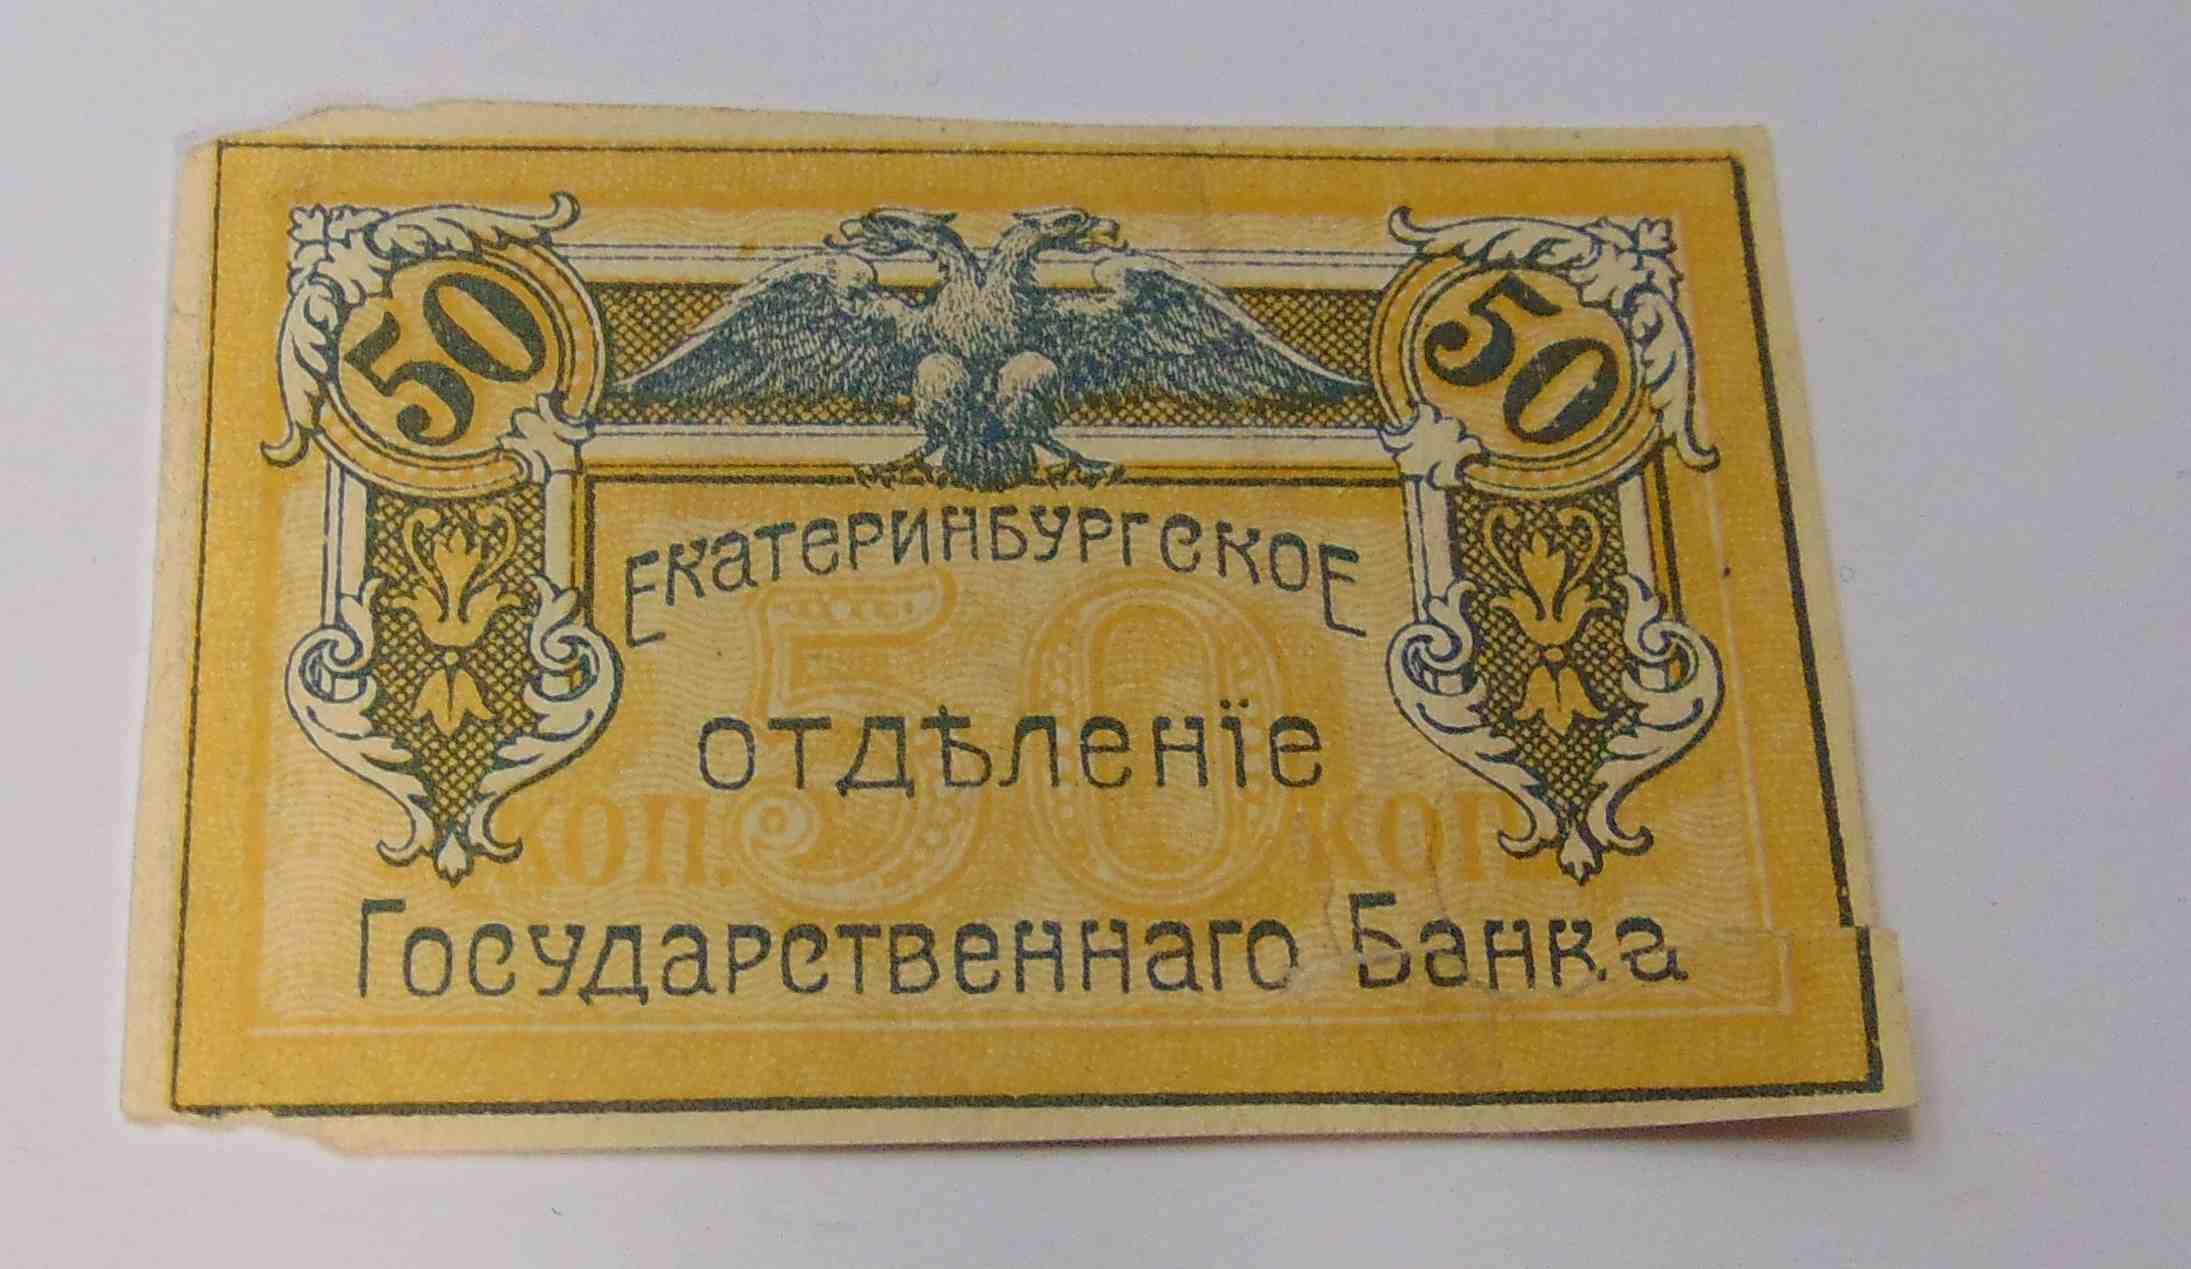 50 50
ЕКАТЕРИНБУРГСКОЕ
50
ОТДѢЛЕНІЕ
КОП. КОП.
ГОСУДАРСТВЕННАГО БАНКА